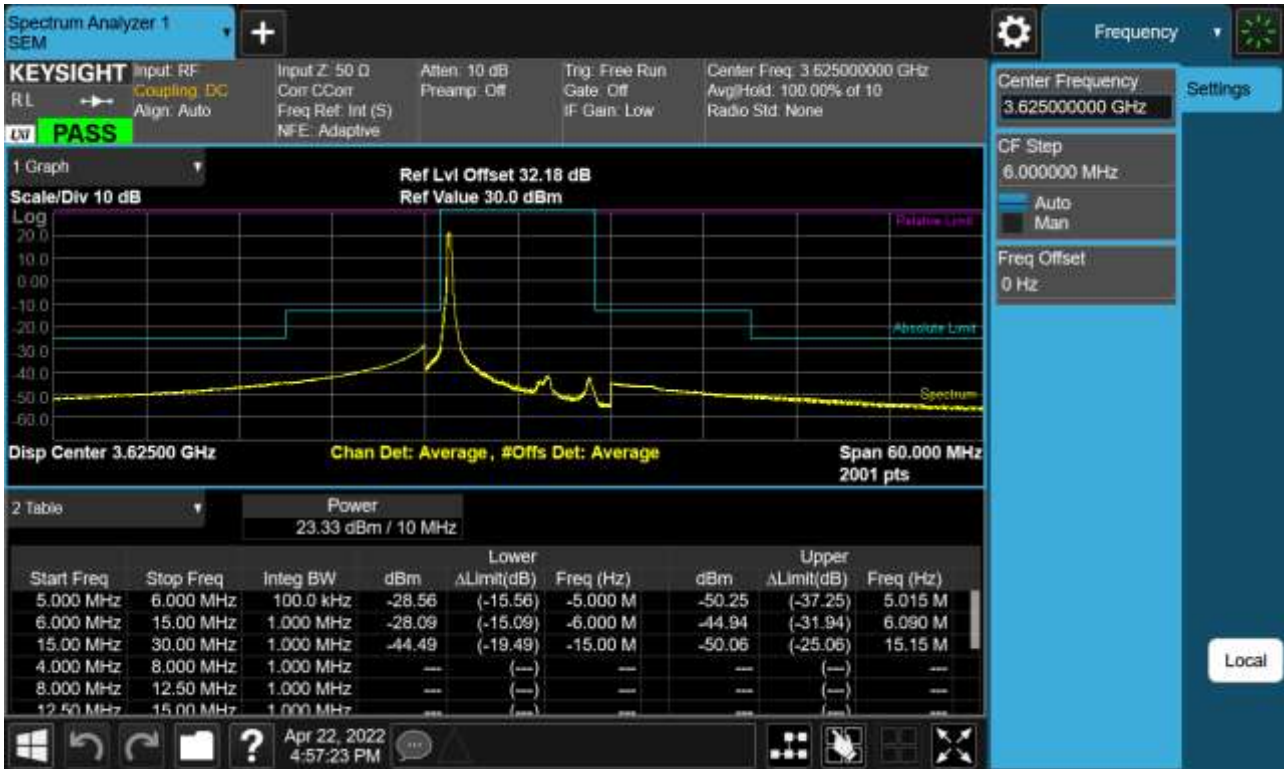 Spectrum Analyzer 1
SEM
+
Frequency
KEYSIGHT
RL
LXI
PASS
Input: RF
Coupling: DC
Align: Auto
Input Z: 50 Ω
Corr CCorr
Freq Ref: Int (S)
NFE: Adaptive
Atten: 10 dB
Preamp: Off
Trig: Free Run
Gate: Off
IF Gain: Low
Center Freq: 3.625000000 GHz
Avg|Hold: 100.00% of 10
Radio Std: None
Center Frequency
3.625000000 GHz
Settings
CF Step
6.000000 MHz
Auto
Man
Freq Offset
0 Hz
Local
1 Graph
Scale/Div 10 dB
Ref Lvl Offset 32.18 dB
Ref Value 30.0 dBm
Log
20.0
10.0
0.00
-10.0
-20.0
-30.0
-40.0
-50.0
-60.0
Relative Limit
Absolute Limit
Spectrum
Disp Center 3.62500 GHz
Chan Det: Average, #Offs Det: Average
Span 60.000 MHz
2001 pts
2 Table
Power
23.33 dBm / 10 MHz
Lower Upper
Start Freq Stop Freq Integ BW dBm ΔLimit(dB) Freq (Hz) dBm ΔLimit(dB) Freq (Hz)
5.000 MHz 6.000 MHz 100.0 kHz -28.56 (-15.56) -5.000 M -50.25 (-37.25) 5.015 M
6.000 MHz 15.00 MHz 1.000 MHz -28.09 (-15.09) -6.000 M -44.94 (-31.94) 6.090 M
15.00 MHz 30.00 MHz 1.000 MHz -44.49 (-19.49) -15.00 M -50.06 (-25.06) 15.15 M
4.000 MHz 8.000 MHz 1.000 MHz --- (---) --- --- (---) ---
8.000 MHz 12.50 MHz 1.000 MHz --- (---) --- --- (---) ---
12.50 MHz 15.00 MHz 1.000 MHz --- (---) --- --- (---) ---
?
Apr 22, 2022
4:57:23 PM